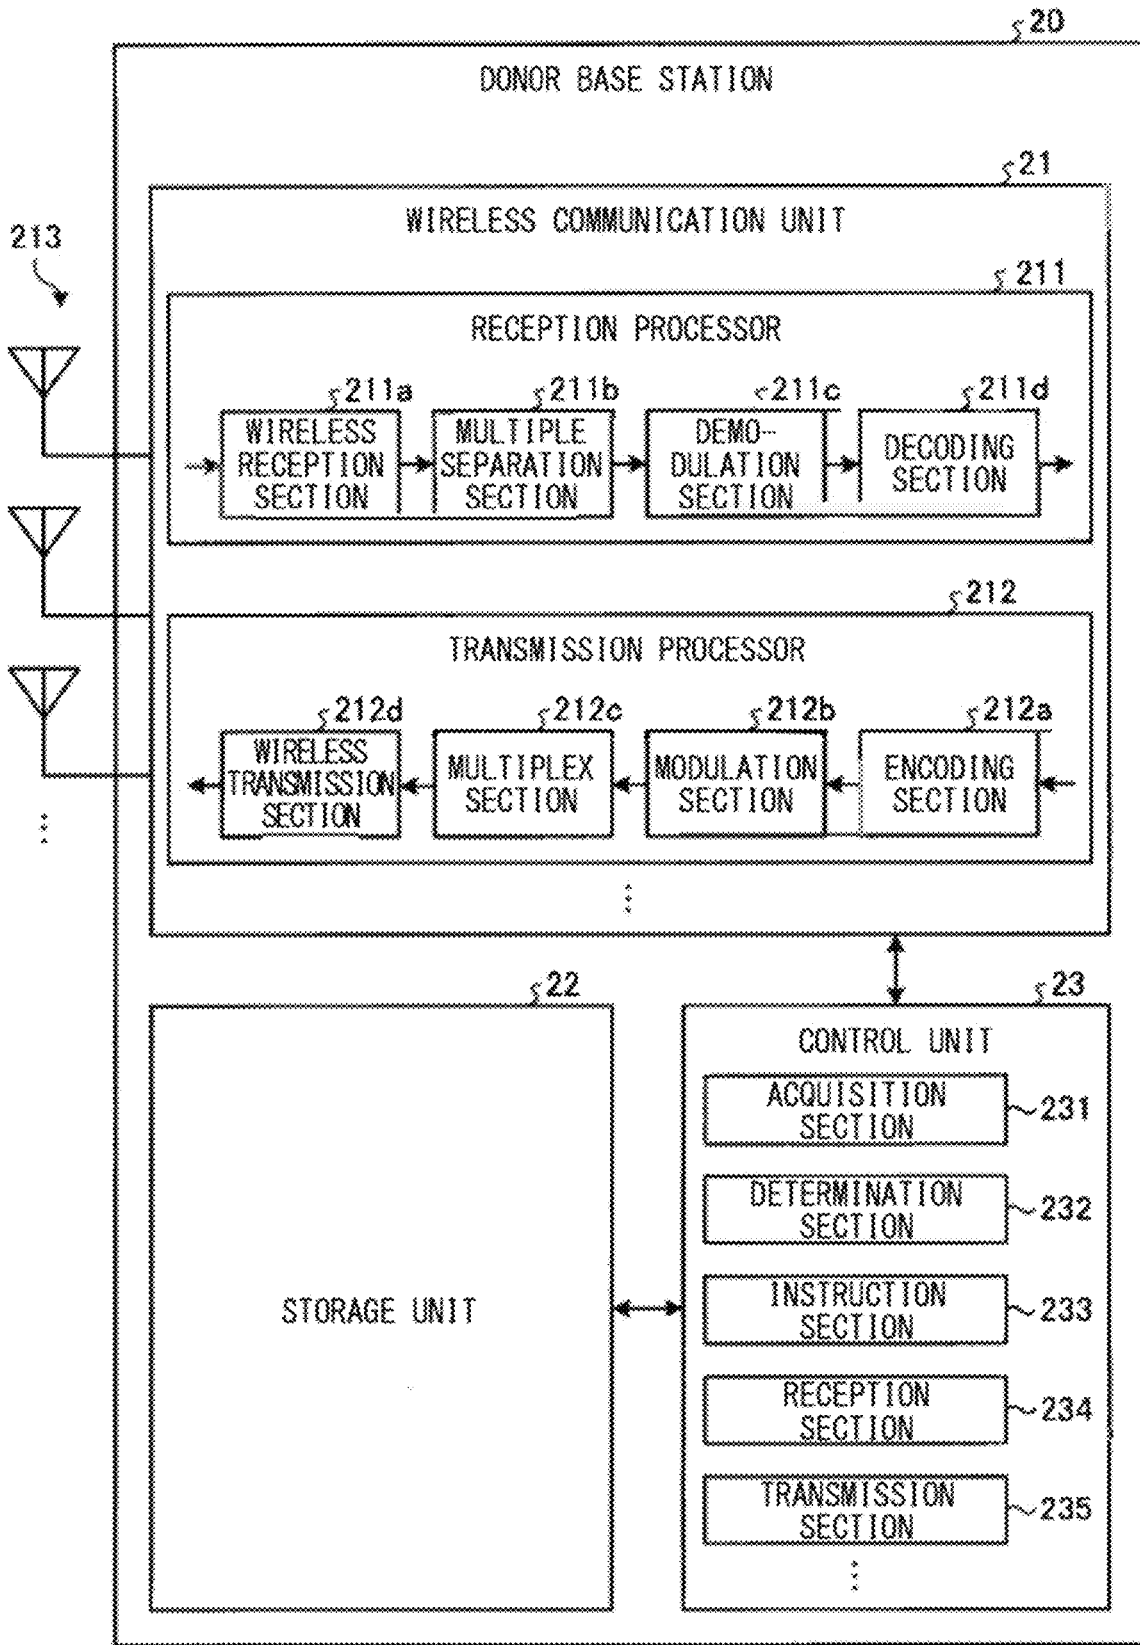 20
DONOR BASE STATION
21
WIRELESS COMMUNICATION UNIT
213
211
RECEPTION PROCESSOR
211a
211b
211c
211d
WIRELESS
RECEPTION
SECTION
MULTIPLE
SEPARATION
SECTION
DEMO-
DULATION
SECTION
DECODING
SECTION
212
TRANSMISSION PROCESSOR
212d
212c
212b
212a
WIRELESS
TRANSMISSION
SECTION
MULTIPLEX
SECTION
MODULATION
SECTION
ENCODING
SECTION
22
STORAGE UNIT
23
CONTROL UNIT
ACQUISITION
SECTION
231
DETERMINATION
SECTION
232
INSTRUCTION
SECTION
233
RECEPTION
SECTION
234
TRANSMISSION
SECTION
235